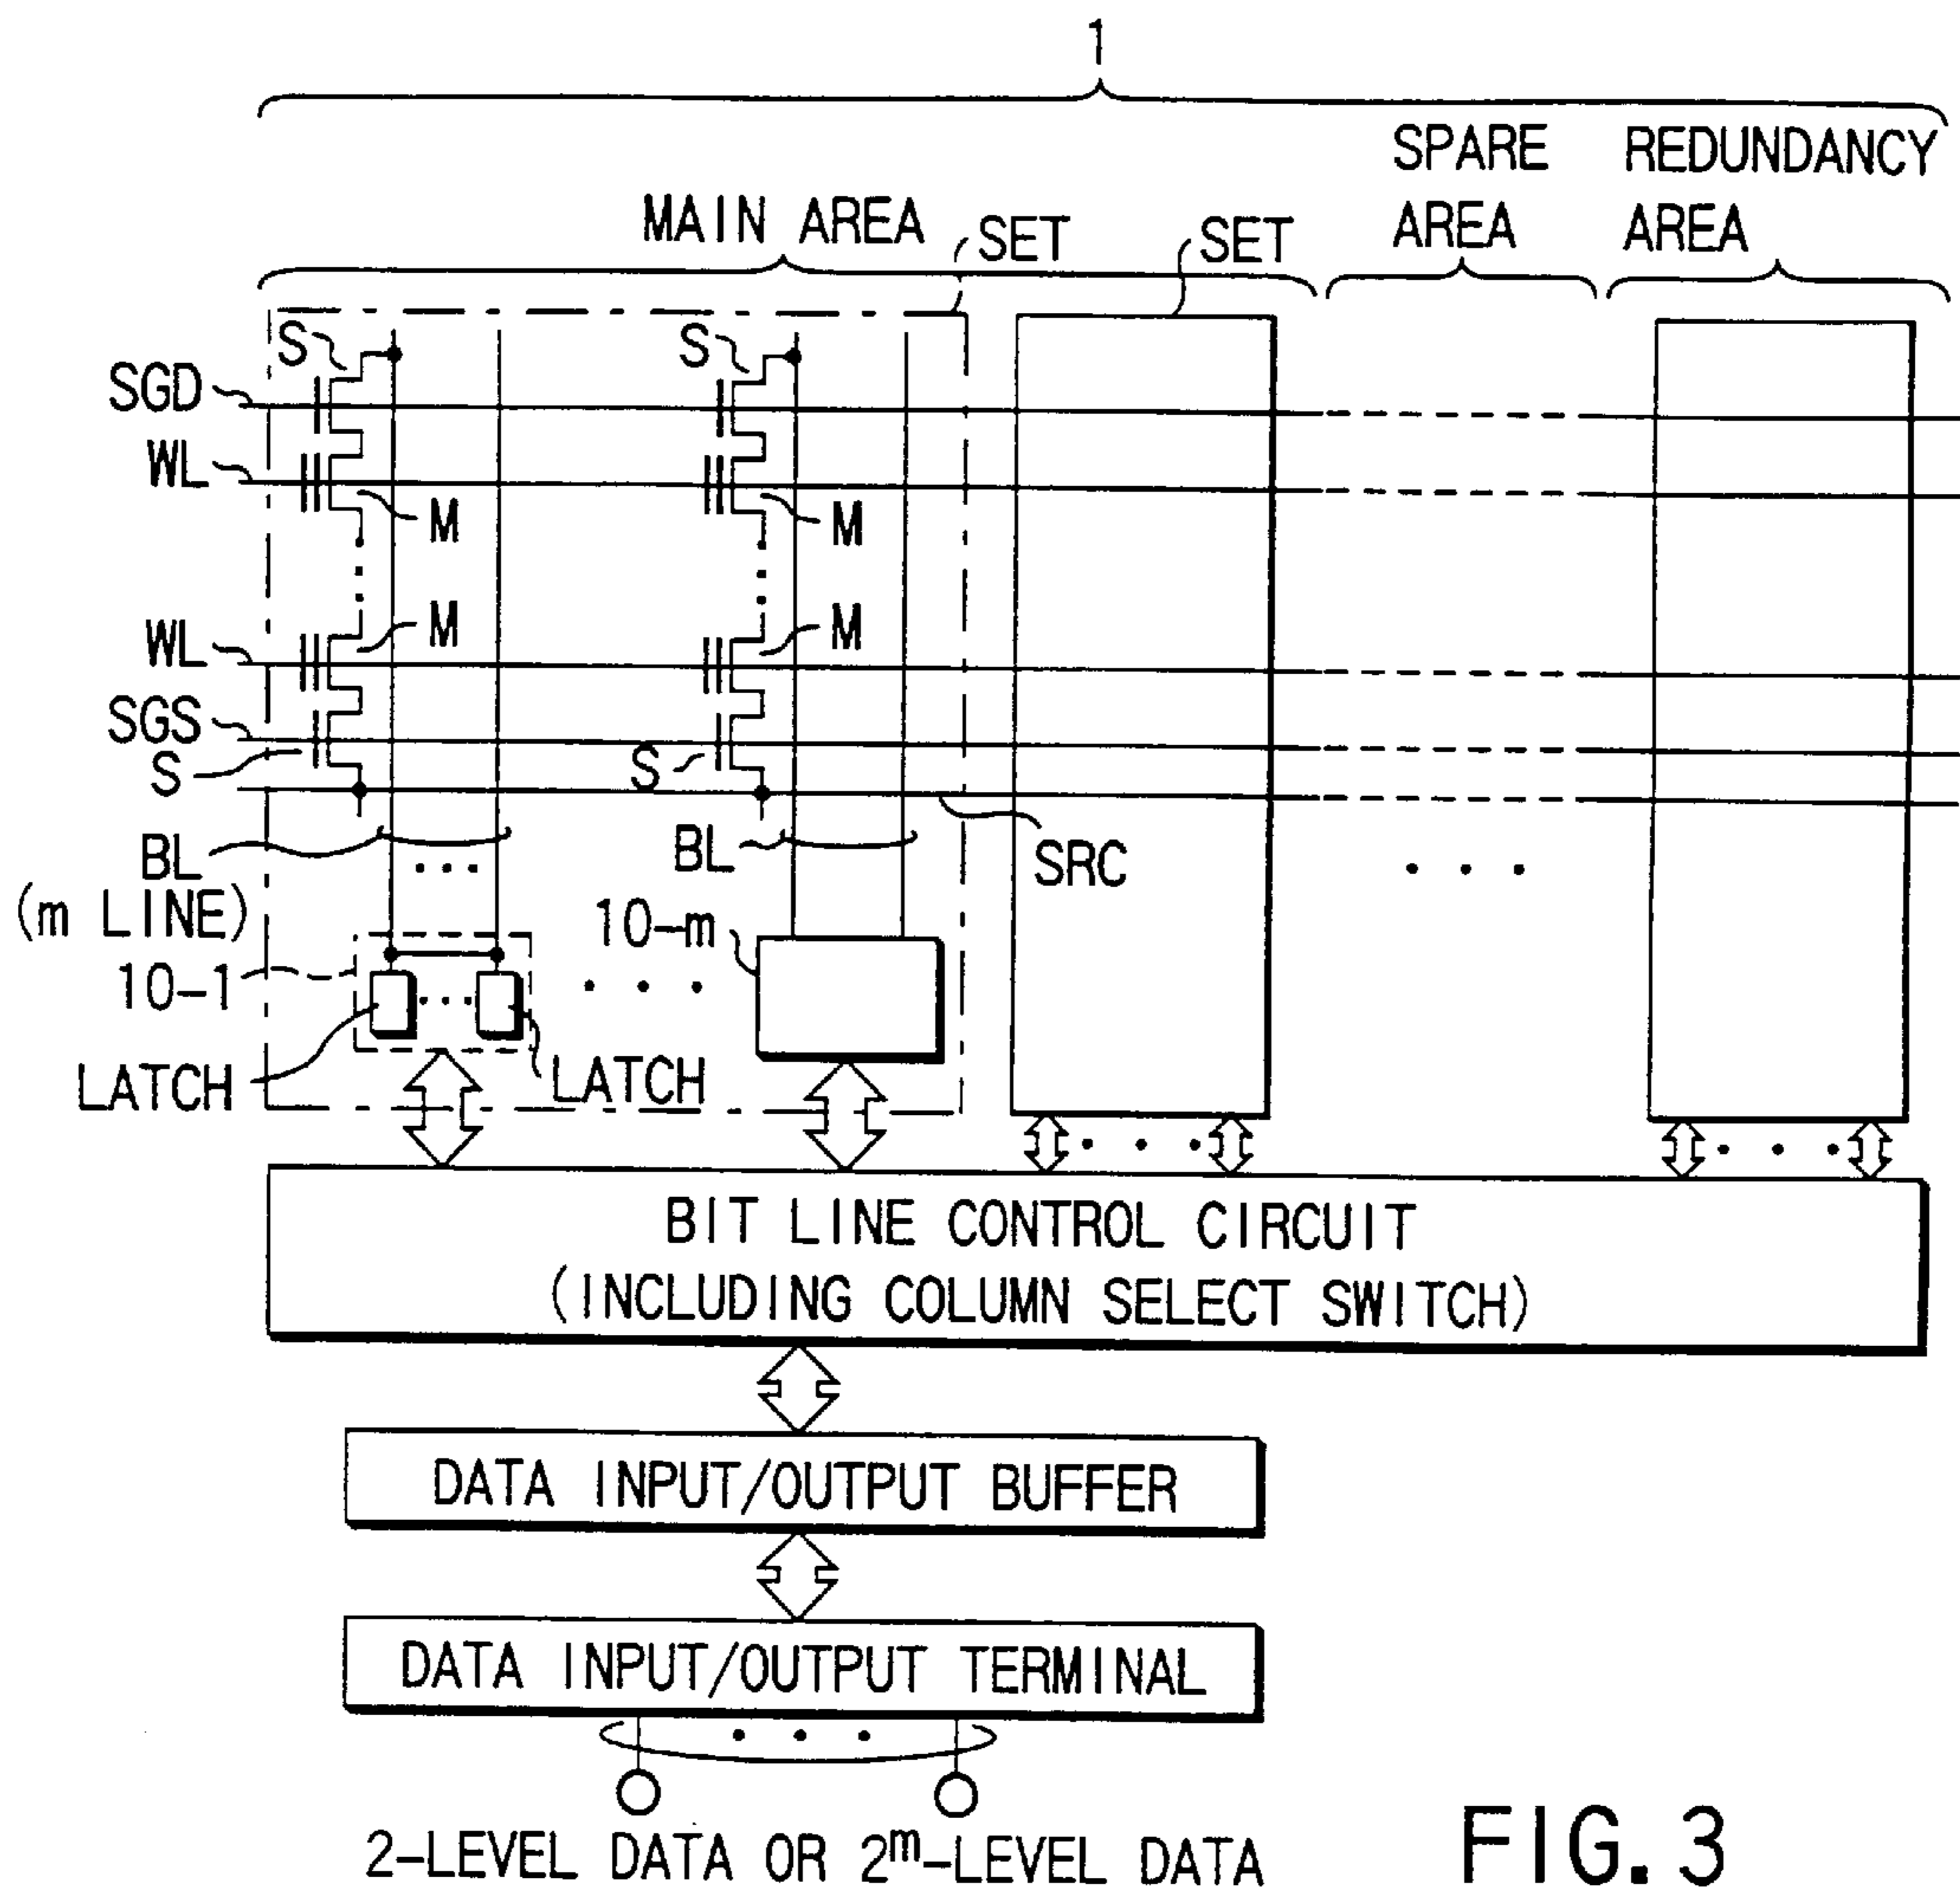 1
SPARE AREA
REDUNDANCY AREA
MAIN AREA
SET
SET
S
S
SGD
WL
M
M
WL
M
M
SGS
S
S
BL
(m LINE)
BL
SRC
10-m
10-1
LATCH
LATCH
BIT LINE CONTROL CIRCUIT
(INCLUDING COLUMN SELECT SWITCH)
DATA INPUT/OUTPUT BUFFER
DATA INPUT/OUTPUT TERMINAL
2-LEVEL DATA OR 2ᵐ-LEVEL DATA
FIG. 3